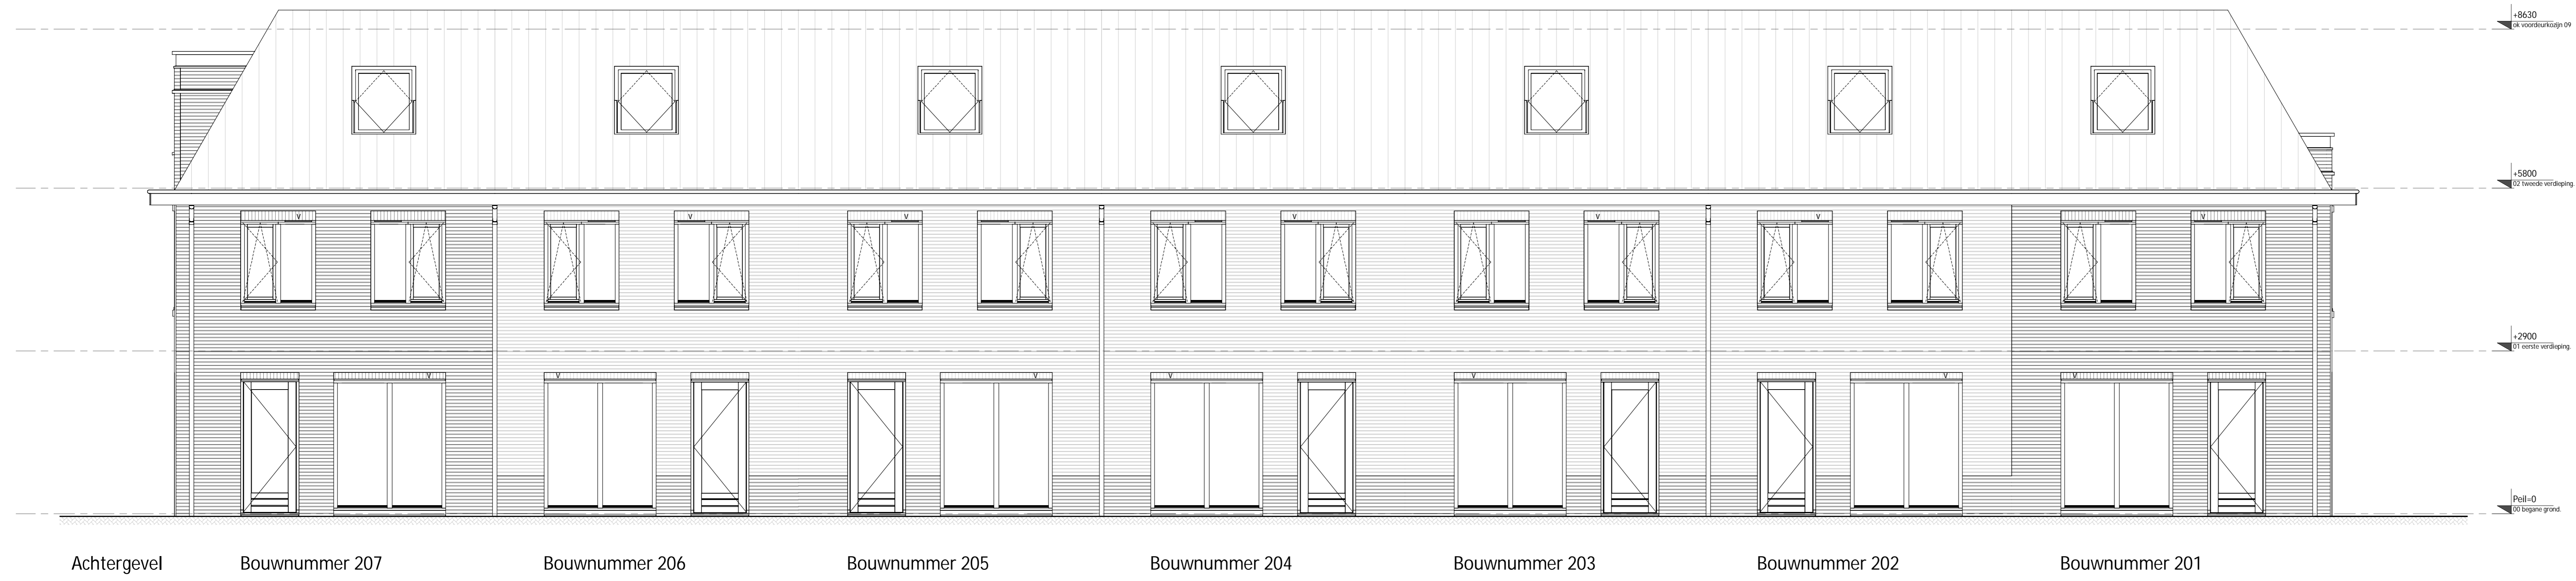 +8630
ok voordeurkozijn 09
+5800
02 tweede verdieping.
V
V
V
V
V
V
V
+2900
01 eerste verdieping.
V
V
V
V
V
V
V
Peil=0
00 begane grond.
Achtergevel
Bouwnummer 207
Bouwnummer 206
Bouwnummer 205
Bouwnummer 204
Bouwnummer 203
Bouwnummer 202
Bouwnummer 201